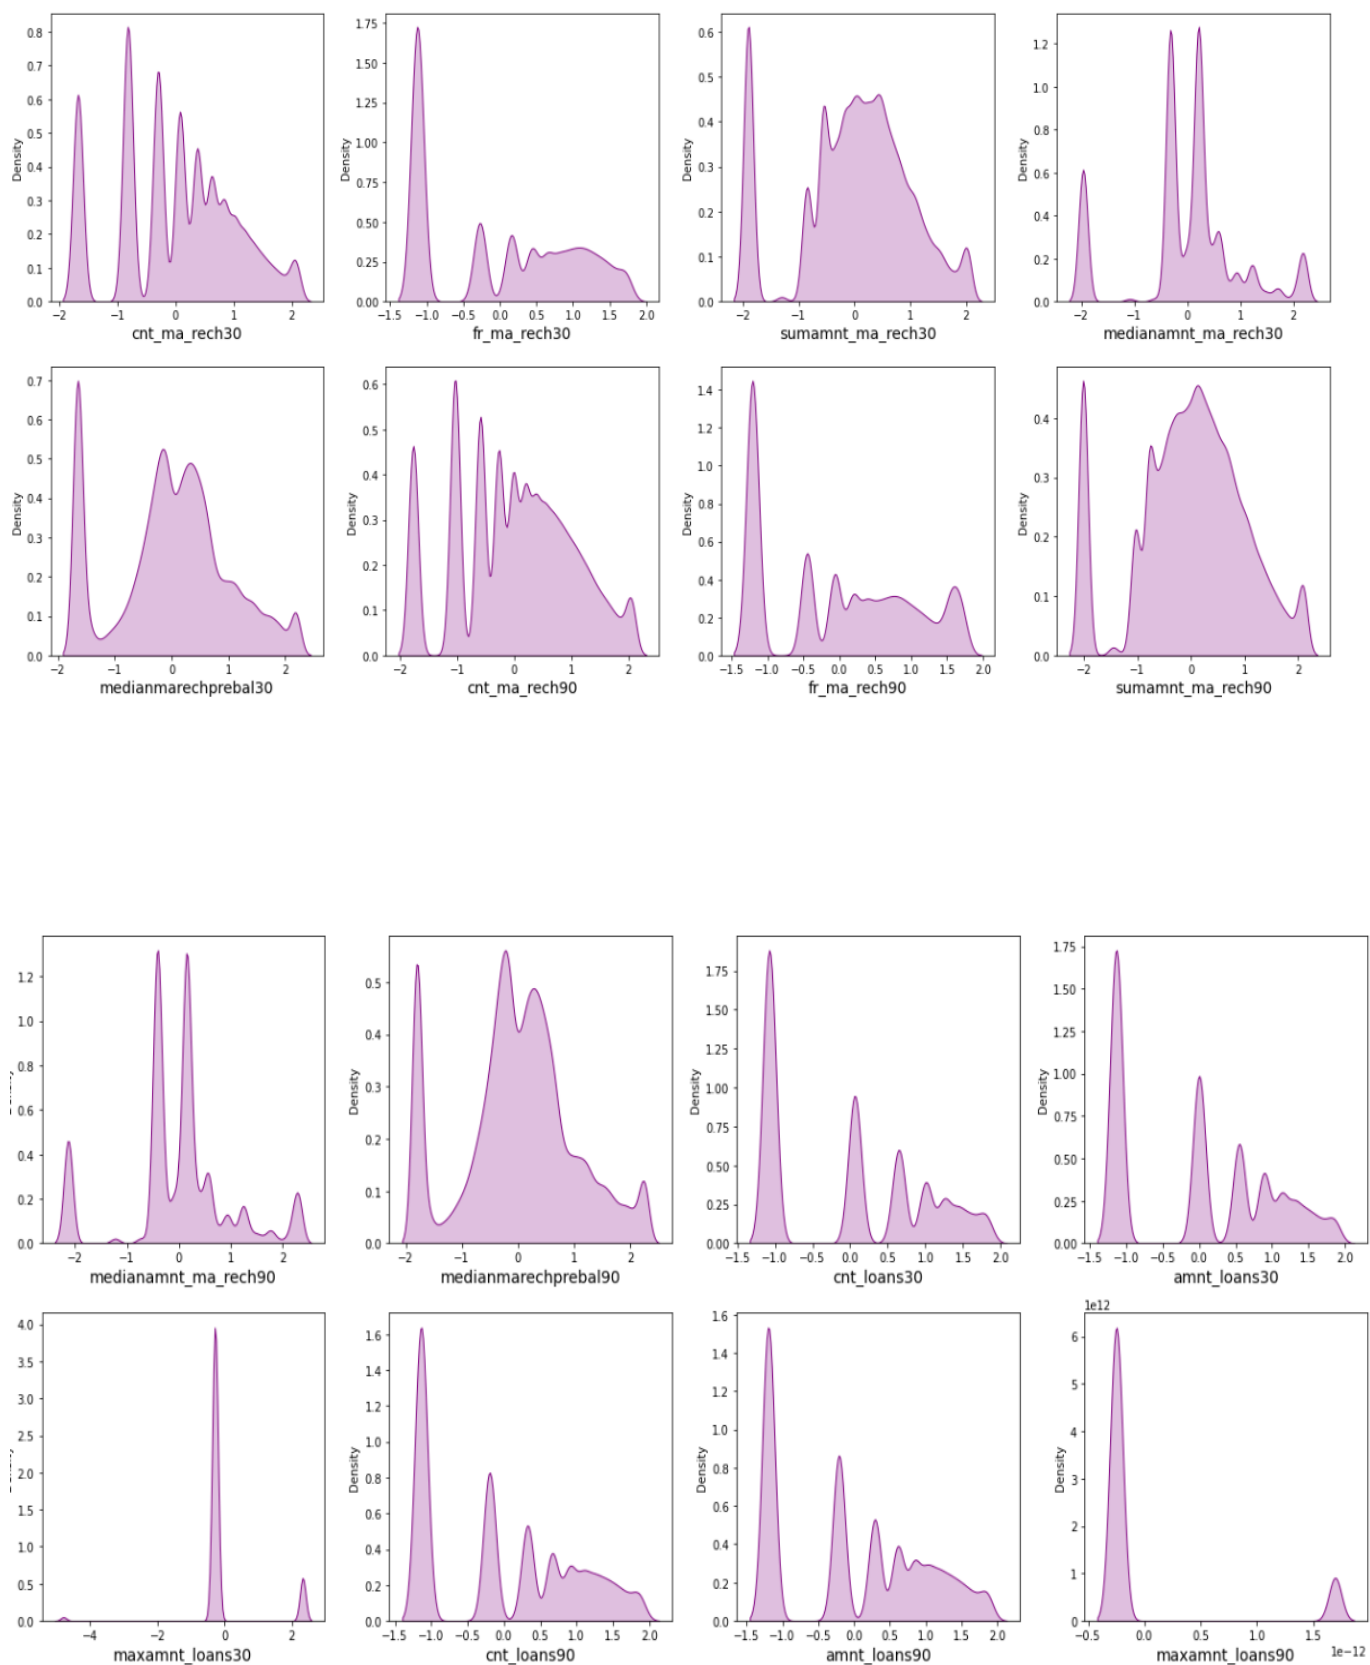 0.8
0.7
0.6
0.5
0.4
0.3
0.2
0.1
0.0
Density
−2 −1 0 1 2
cnt_ma_rech30
1.75
1.50
1.25
1.00
0.75
0.50
0.25
0.00
Density
−1.5 −1.0 −0.5 0.0 0.5 1.0 1.5 2.0
fr_ma_rech30
0.6
0.5
0.4
0.3
0.2
0.1
0.0
Density
−2 −1 0 1 2
sumamnt_ma_rech30
1.2
1.0
0.8
0.6
0.4
0.2
0.0
Density
−2 −1 0 1 2
medianamnt_ma_rech30
0.7
0.6
0.5
0.4
0.3
0.2
0.1
0.0
Density
−2 −1 0 1 2
medianmarechprebal30
0.6
0.5
0.4
0.3
0.2
0.1
0.0
Density
−2 −1 0 1 2
cnt_ma_rech90
1.4
1.2
1.0
0.8
0.6
0.4
0.2
0.0
Density
−1.5 −1.0 −0.5 0.0 0.5 1.0 1.5 2.0
fr_ma_rech90
0.4
0.3
0.2
0.1
0.0
Density
−2 −1 0 1 2
sumamnt_ma_rech90
1.2
1.0
0.8
0.6
0.4
0.2
0.0
−2 −1 0 1 2
medianamnt_ma_rech90
0.5
0.4
0.3
0.2
0.1
0.0
Density
−2 −1 0 1 2
medianmarechprebal90
1.75
1.50
1.25
1.00
0.75
0.50
0.25
0.00
Density
−1.5 −1.0 −0.5 0.0 0.5 1.0 1.5 2.0
cnt_loans30
1.75
1.50
1.25
1.00
0.75
0.50
0.25
0.00
Density
−1.5 −1.0 −0.5 0.0 0.5 1.0 1.5 2.0
amnt_loans30
4.0
3.5
3.0
2.5
2.0
1.5
1.0
0.5
0.0
−4 −2 0 2
maxamnt_loans30
1.6
1.4
1.2
1.0
0.8
0.6
0.4
0.2
0.0
Density
−1.5 −1.0 −0.5 0.0 0.5 1.0 1.5 2.0
cnt_loans90
1.6
1.4
1.2
1.0
0.8
0.6
0.4
0.2
0.0
Density
−1.5 −1.0 −0.5 0.0 0.5 1.0 1.5 2.0
amnt_loans90
1e12
6
5
4
3
2
1
0
Density
−0.5 0.0 0.5 1.0 1.5
1e−12
maxamnt_loans90